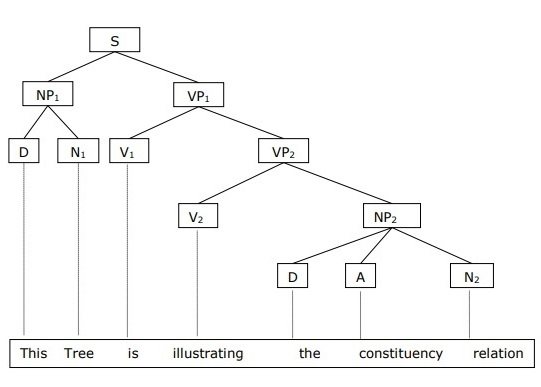 S
NP₁ VP₁
D N₁ V₁ VP₂
V₂ NP₂
D A N₂
This Tree is illustrating the constituency relation